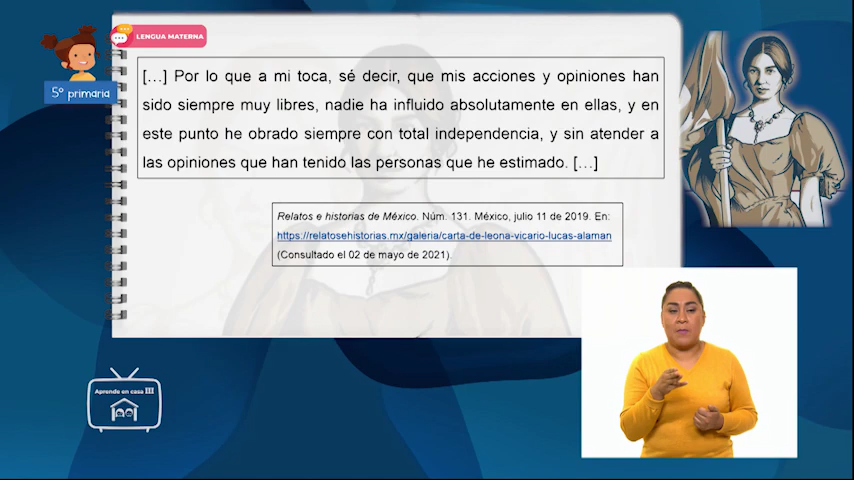 LENGUA MATERNA
5° primaria
[…] Por lo que a mi toca, sé decir, que mis acciones y opiniones han
sido siempre muy libres, nadie ha influido absolutamente en ellas, y en
este punto he obrado siempre con total independencia, y sin atender a
las opiniones que han tenido las personas que he estimado. […]
Relatos e historias de México. Núm. 131. México, julio 11 de 2019. En:
https://relatosehistorias.mx/galeria/carta-de-leona-vicario-lucas-alaman
(Consultado el 02 de mayo de 2021).
Aprende en casa III